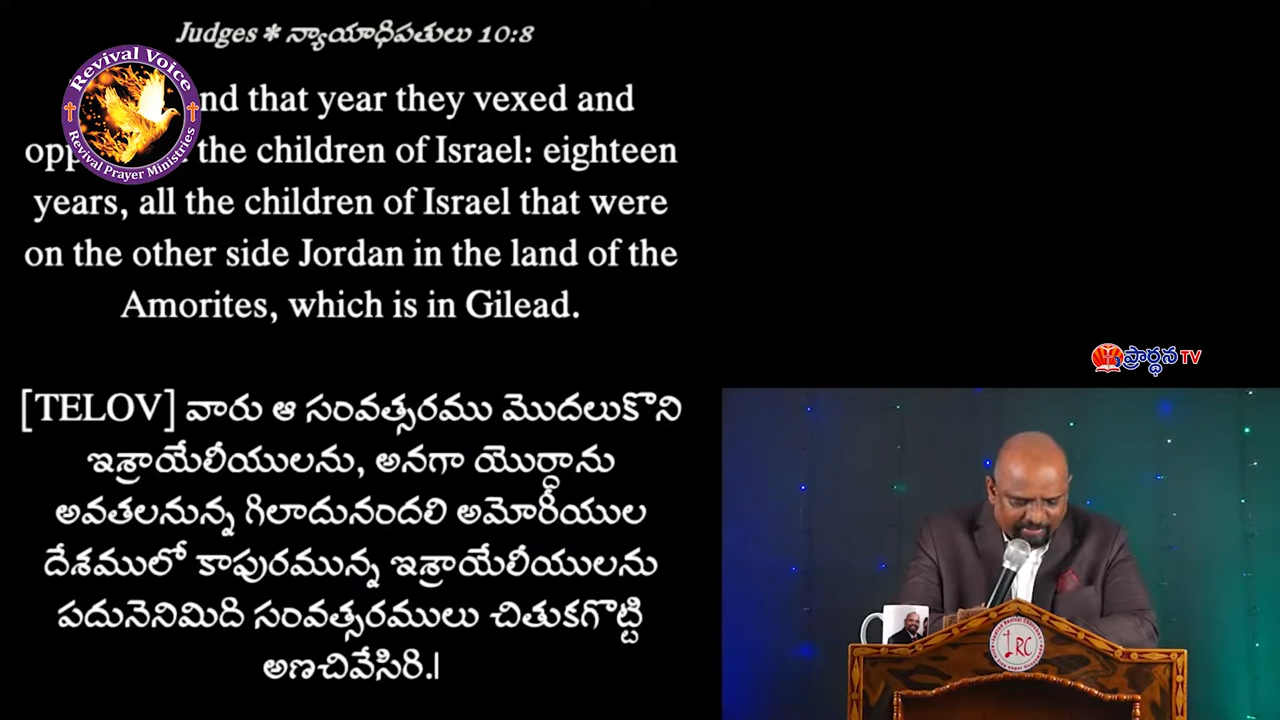 Judges * న్యాయాధిపతులు 10:8
nd that year they vexed and
opp the children of Israel: eighteen
years, all the children of Israel that were
on the other side Jordan in the land of the
Amorites, which is in Gilead.
[TELOV] వారు ఆ సంవత్సరము మొదలుకొని
ఇశ్రాయేలీయులను, అనగా యొర్దాను
అవతలనున్న గిలాదునందలి అమోరీయుల
దేశములో కాపురమున్న ఇశ్రాయేలీయులను
పదునెనిమిది సంవత్సరములు చితుకగొట్టి
అణచివేసిరి.|
Revival Voice
Revival Prayer Ministries
ప్రార్థన TV
IRC